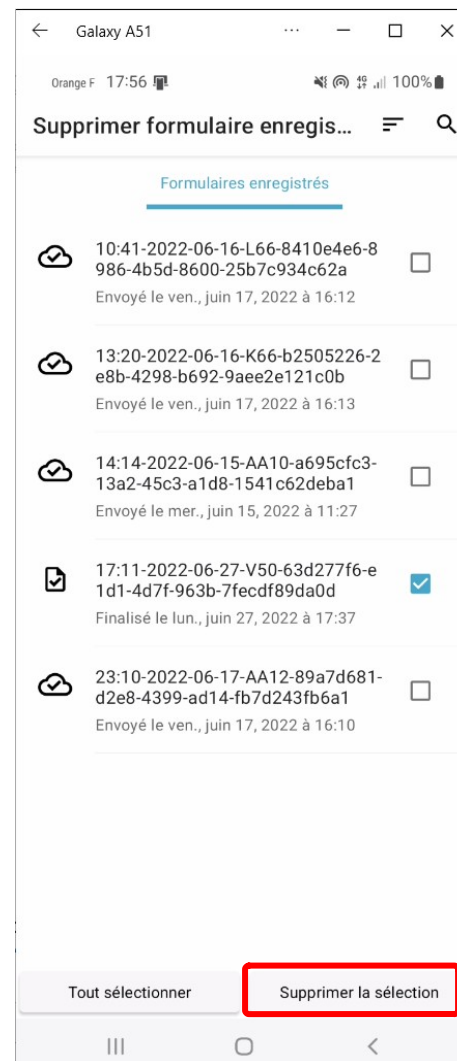 Galaxy A51
Orange F 17:56 100%
Supprimer formulaire enregis...
Formulaires enregistrés
10:41-2022-06-16-L66-8410e4e6-8
986-4b5d-8600-25b7c934c62a
Envoyé le ven., juin 17, 2022 à 16:12
13:20-2022-06-16-K66-b2505226-2
e8b-4298-b692-9aee2e121c0b
Envoyé le ven., juin 17, 2022 à 16:13
14:14-2022-06-15-AA10-a695cfc3-
13a2-45c3-a1d8-1541c62deba1
Envoyé le mer., juin 15, 2022 à 11:27
17:11-2022-06-27-V50-63d277f6-e
1d1-4d7f-963b-7fecdf89da0d
Finalisé le lun., juin 27, 2022 à 17:37
23:10-2022-06-17-AA12-89a7d681-
d2e8-4399-ad14-fb7d243fb6a1
Envoyé le ven., juin 17, 2022 à 16:10
Tout sélectionner Supprimer la sélection